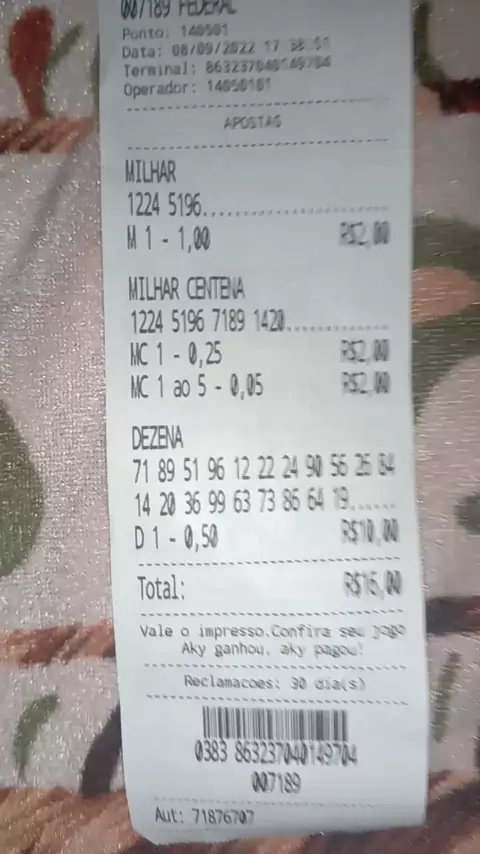 007189 FEDERAL
Ponto: 140501
Data: 08/09/2022 17:38:51
Terminal: 863237040149704
Operador: 14050101
APOSTAS
MILHAR
1224 5196......................
M 1 - 1,00 R$2,00
MILHAR CENTENA
1224 5196 7189 1420............
MC 1 - 0,25 R$2,00
MC 1 ao 5 - 0,05 R$2,00
DEZENA
71 89 51 96 12 22 24 90 56 26 84
14 20 36 99 63 73 86 64 19......
D 1 - 0,50 R$10,00
Total: R$16,00
Vale o impresso.Confira seu jogo
Aky ganhou, aky pagou!
Reclamacoes: 30 dia(s)
0383 863237040149704
007189
Aut: 71876707